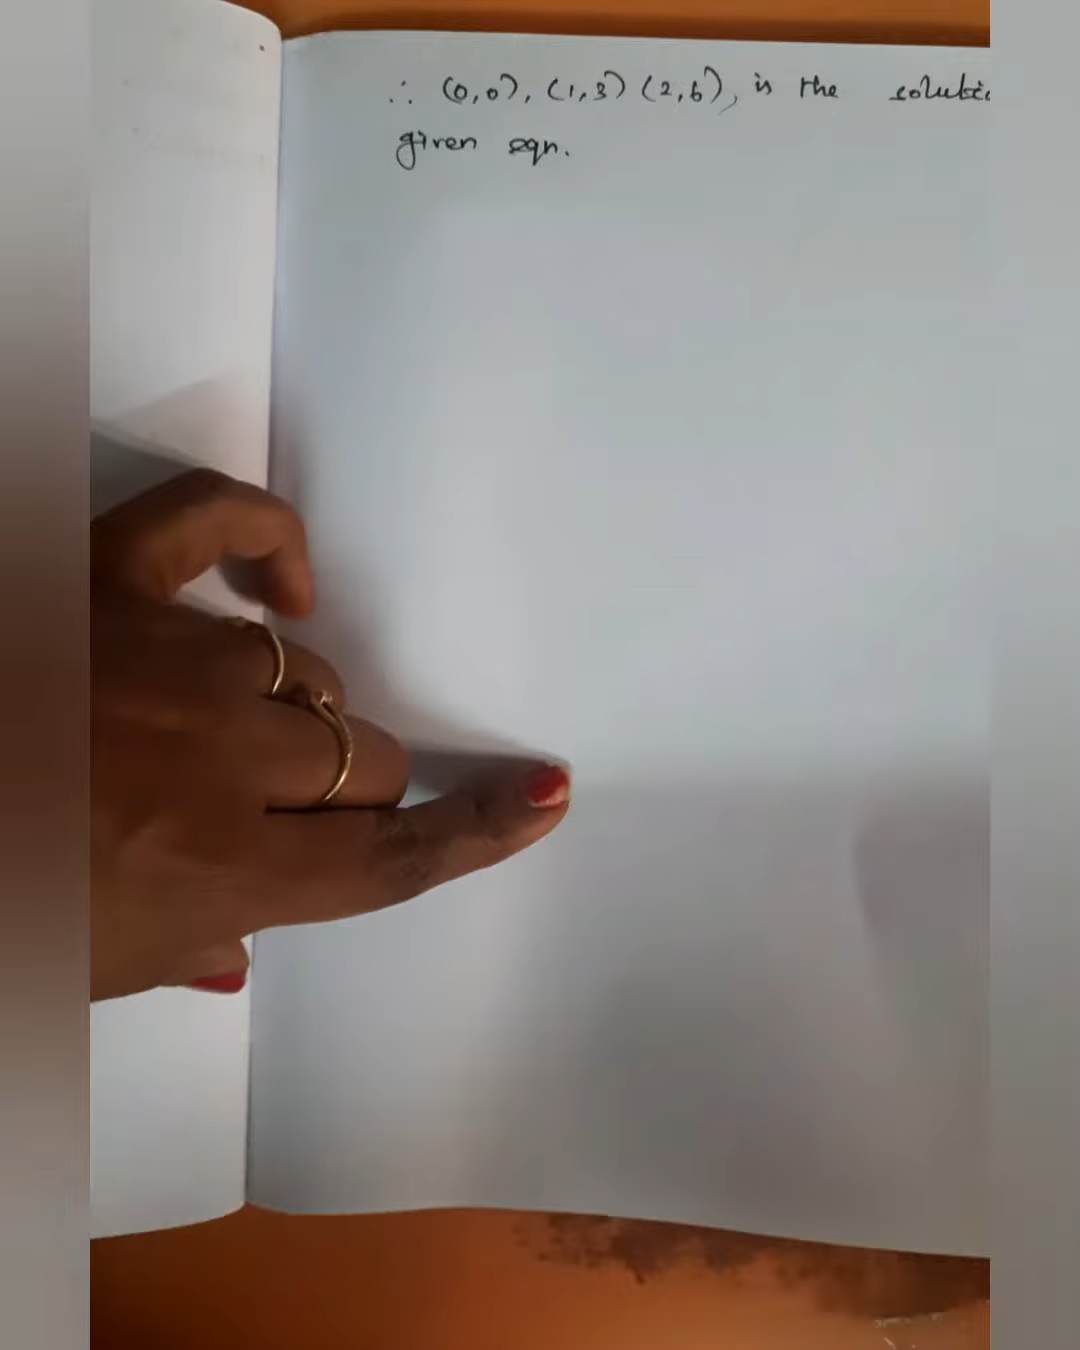 ∴ (0,0), (1,3) (2,6), is the
given eqn.